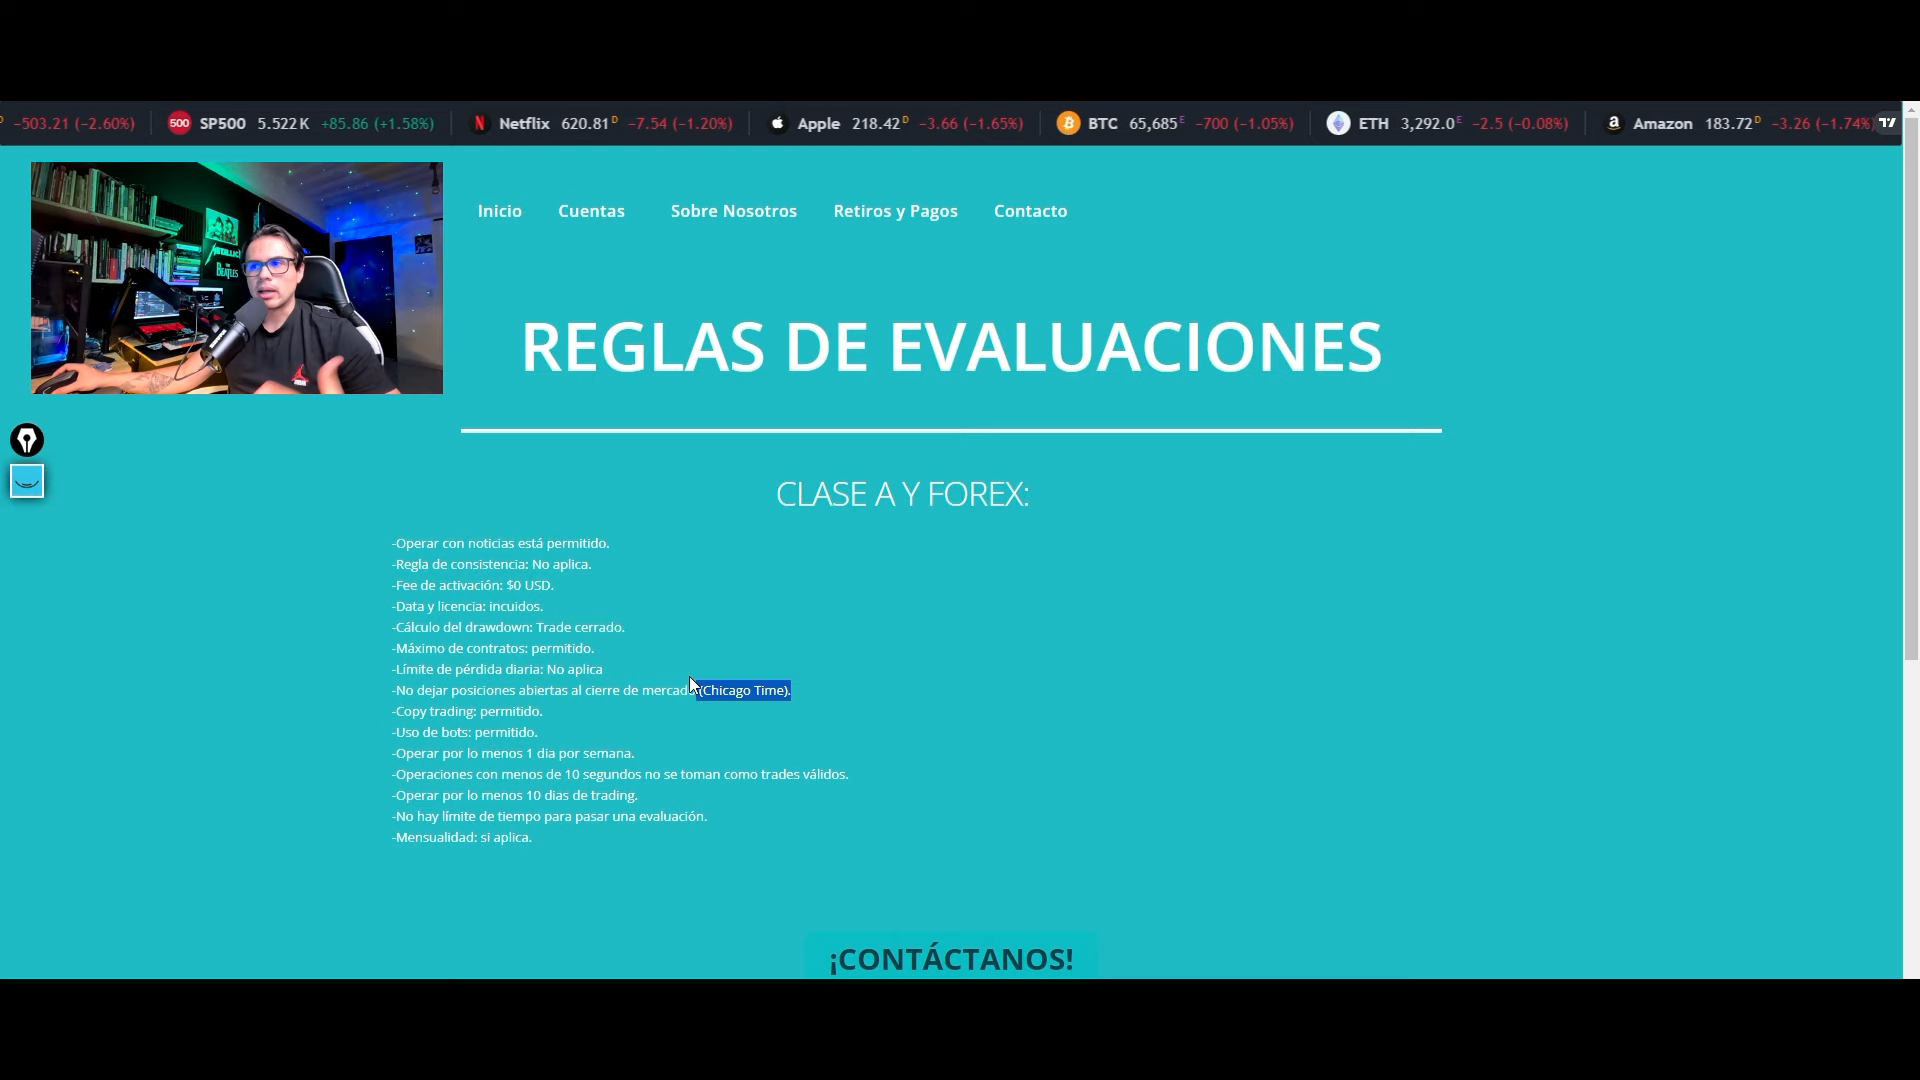 -503.21 (-2.60%) 500 SP500 5.522K +85.86 (+1.58%) Netflix 620.81 D -7.54 (-1.20%) Apple 218.42 D -3.66 (-1.65%) BTC 65,685 E -700 (-1.05%) ETH 3,292.0 E -2.5 (-0.08%) Amazon 183.72 D -3.26 (-1.74%)
METALLICA
THE BEATLES
Inicio Cuentas Sobre Nosotros Retiros y Pagos Contacto
REGLAS DE EVALUACIONES
CLASE A Y FOREX:
-Operar con noticias está permitido.
-Regla de consistencia: No aplica.
-Fee de activación: $0 USD.
-Data y licencia: incuidos.
-Cálculo del drawdown: Trade cerrado.
-Máximo de contratos: permitido.
-Límite de pérdida diaria: No aplica
-No dejar posiciones abiertas al cierre de mercado (Chicago Time).
-Copy trading: permitido.
-Uso de bots: permitido.
-Operar por lo menos 1 dia por semana.
-Operaciones con menos de 10 segundos no se toman como trades válidos.
-Operar por lo menos 10 dias de trading.
-No hay límite de tiempo para pasar una evaluación.
-Mensualidad: si aplica.
¡CONTÁCTANOS!